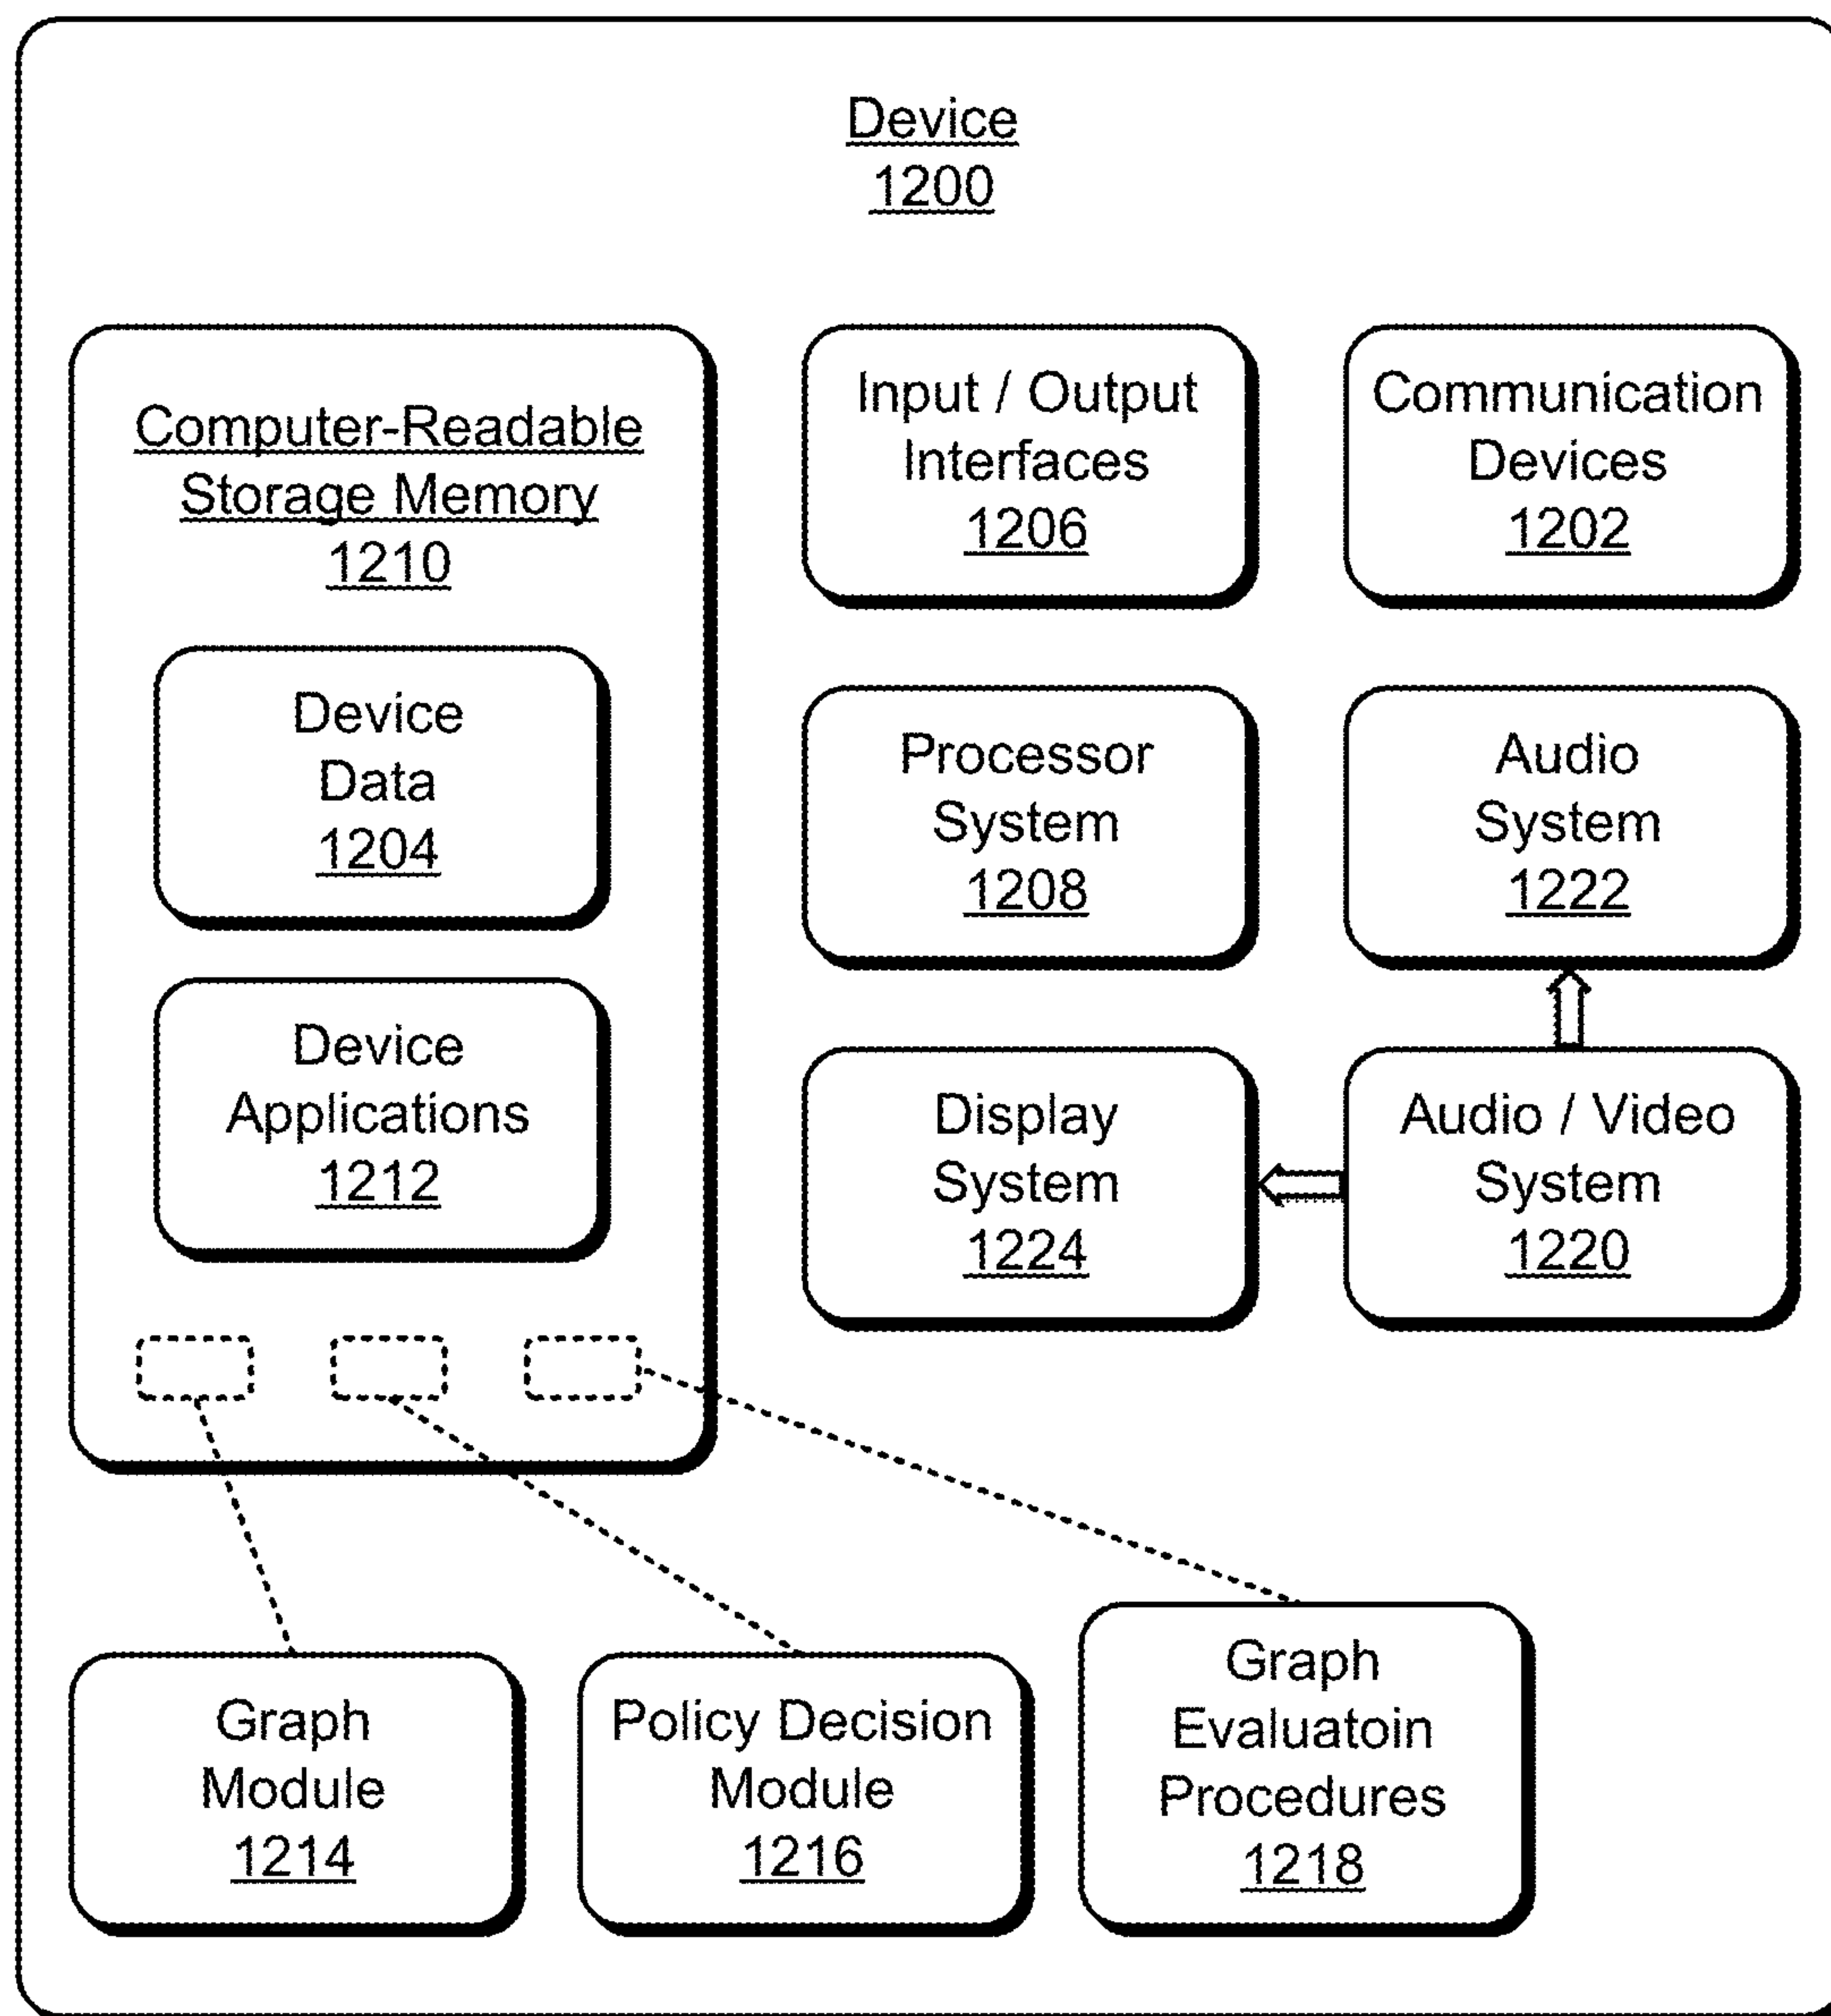 Device
1200
Computer-Readable
Storage Memory
1210
Device
Data
1204
Device
Applications
1212
Input / Output
Interfaces
1206
Communication
Devices
1202
Processor
System
1208
Audio
System
1222
Display
System
1224
Audio / Video
System
1220
Graph
Module
1214
Policy Decision
Module
1216
Graph
Evaluatoin
Procedures
1218